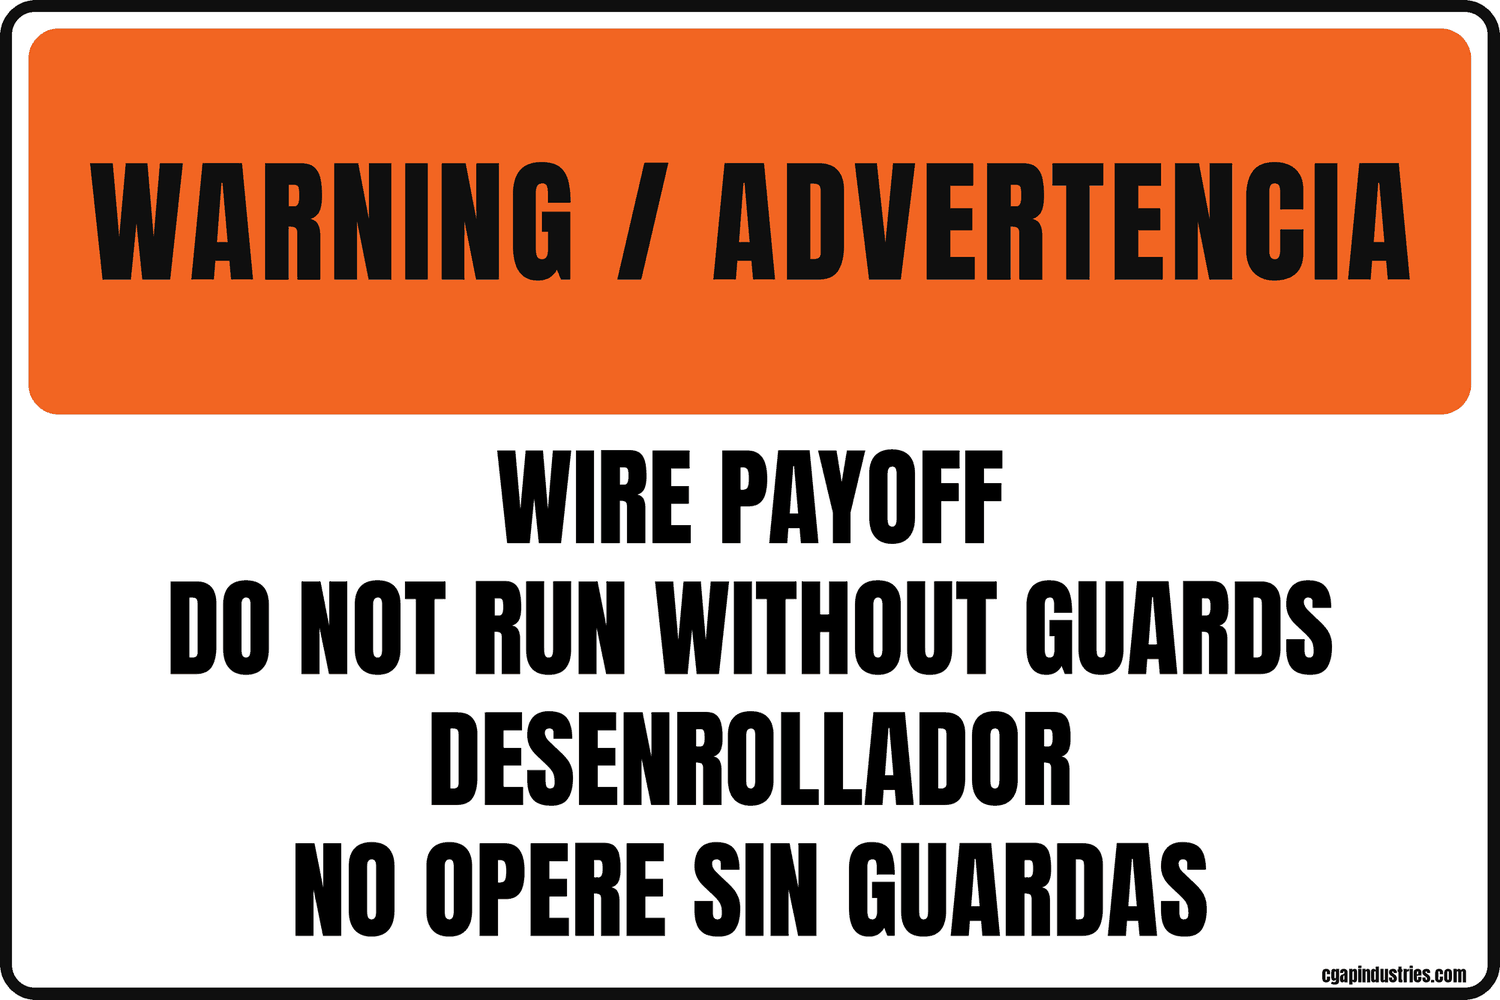 WARNING / ADVERTENCIA
WIRE PAYOFF
DO NOT RUN WITHOUT GUARDS
DESENROLLADOR
NO OPERE SIN GUARDAS
cgapindustries.com